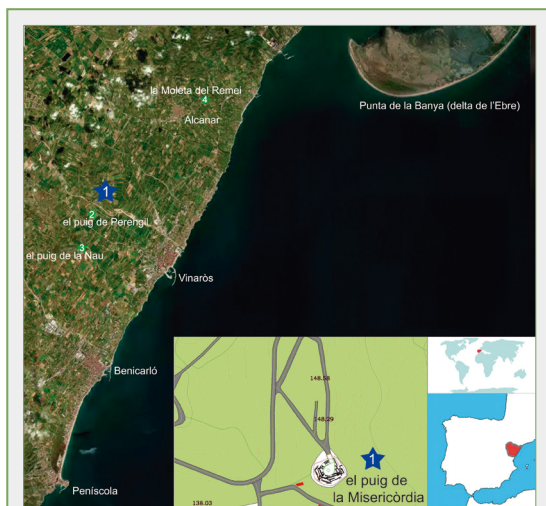 la Moleta del Remei
4
Alcanar
Punta de la Banya (delta de l'Ebre)
1
2
el puig de Perengil
3
el puig de la Nau
Vinaròs
Benicarló
Peníscola
148.58
148.29
1
el puig de
la Misericòrdia
138.03